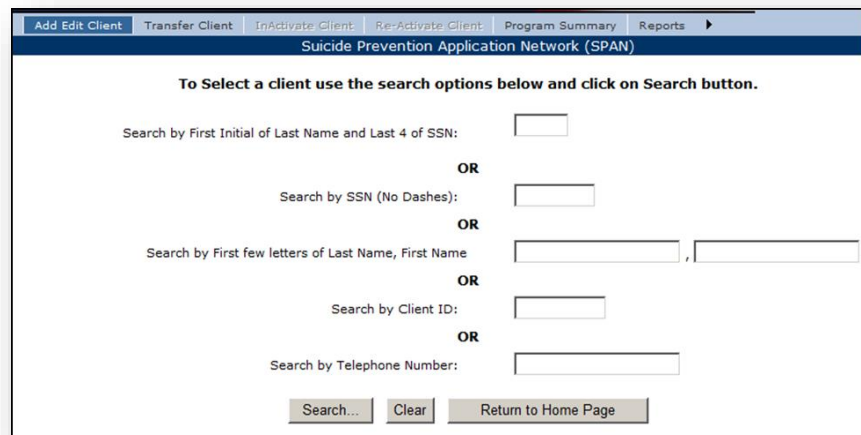 Add Edit Client Transfer Client InActivate Client Re-Activate Client Program Summary Reports
Suicide Prevention Application Network (SPAN)
To Select a client use the search options below and click on Search button.
Search by First Initial of Last Name and Last 4 of SSN:
OR
Search by SSN (No Dashes):
OR
Search by First few letters of Last Name, First Name ,
OR
Search by Client ID:
OR
Search by Telephone Number:
Search... Clear Return to Home Page